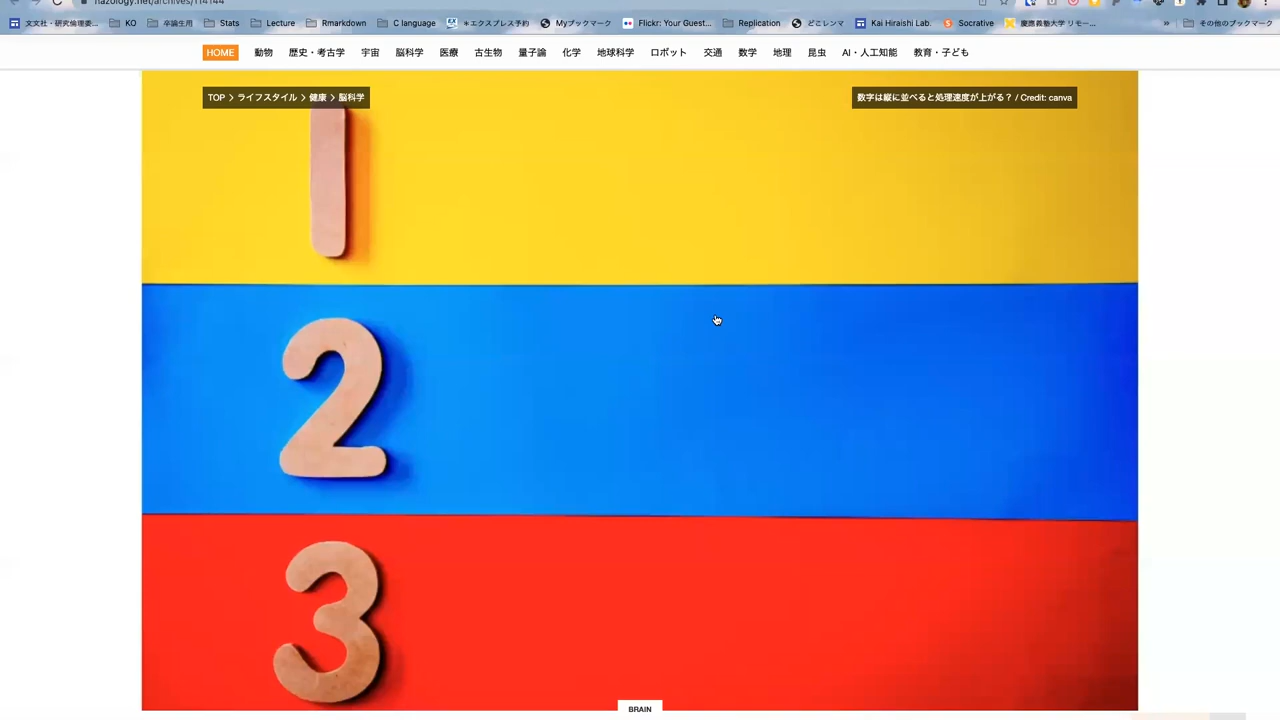 nazology.net/archives/114144
文文社・研究倫理委...
KO
卒論生用
Stats
Lecture
Rmarkdown
C language
＊エクスプレス予約
Myブックマーク
Flickr: Your Guest...
Replication
どこレンマ
Kai Hiraishi Lab.
Socrative
慶應義塾大学 リモー...
»
その他のブックマーク
HOME
動物
歴史・考古学
宇宙
脳科学
医療
古生物
量子論
化学
地球科学
ロボット
交通
数学
地理
昆虫
AI・人工知能
教育・子ども
TOP > ライフスタイル > 健康 > 脳科学
数字は縦に並べると処理速度が上がる？ / Credit: canva
1
2
3
BRAIN